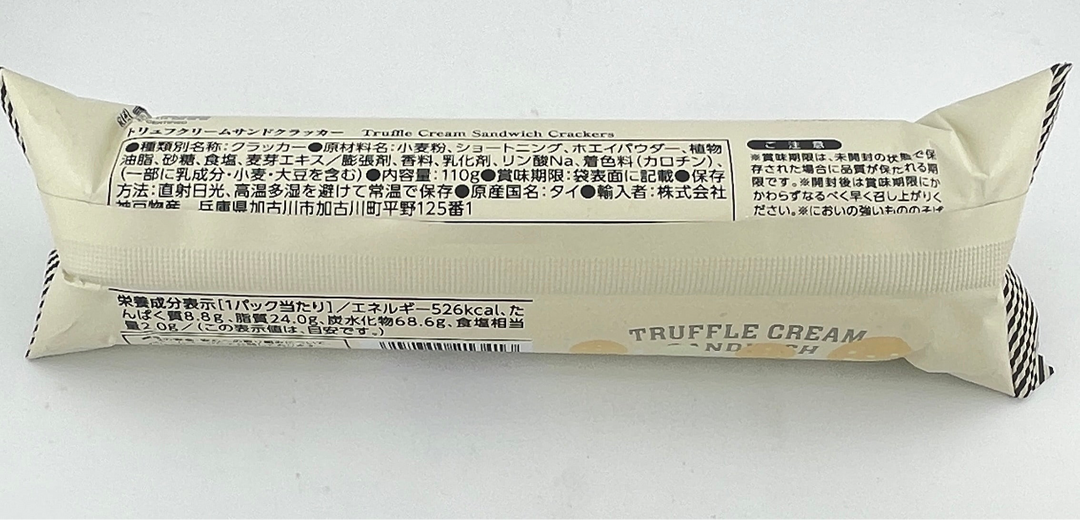 トリュフクリームサンドクラッカー Truffle Cream Sandwich Crackers
●種類別名称:クラッカー●原材料名:小麦粉、ショートニング、ホエイパウダー、植物
油脂、砂糖、食塩、麦芽エキス/膨張剤、香料、乳化剤、リン酸Na、着色料(カロチン)、
(一部に乳成分・小麦・大豆を含む)●内容量:110g●賞味期限:袋表面に記載●保存
方法:直射日光、高温多湿を避けて常温で保存●原産国名:タイ●輸入者:株式会社
神戸物産 兵庫県加古川市加古川町平野125番1
ご注意
※賞味期限は、未開封の状態で保
存された場合に品質が保たれる期
限です。※開封後は賞味期限にか
かわらずなるべく早く召し上がりく
ださい。※においの強いもののそば
栄養成分表示[1パック当たり]/エネルギー526kcal、た
んぱく質8.8g、脂質24.0g、炭水化物68.6g、食塩相当
量2.0g/(この表示値は、目安です。)
TRUFFLE CREAM
SANDWICH